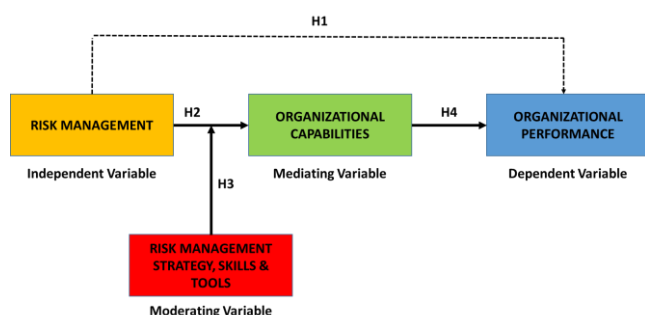 H1
RISK MANAGEMENT
H2
ORGANIZATIONAL
CAPABILITIES
H4
ORGANIZATIONAL
PERFORMANCE
Independent Variable
Mediating Variable
Dependent Variable
H3
RISK MANAGEMENT
STRATEGY, SKILLS &
TOOLS
Moderating Variable